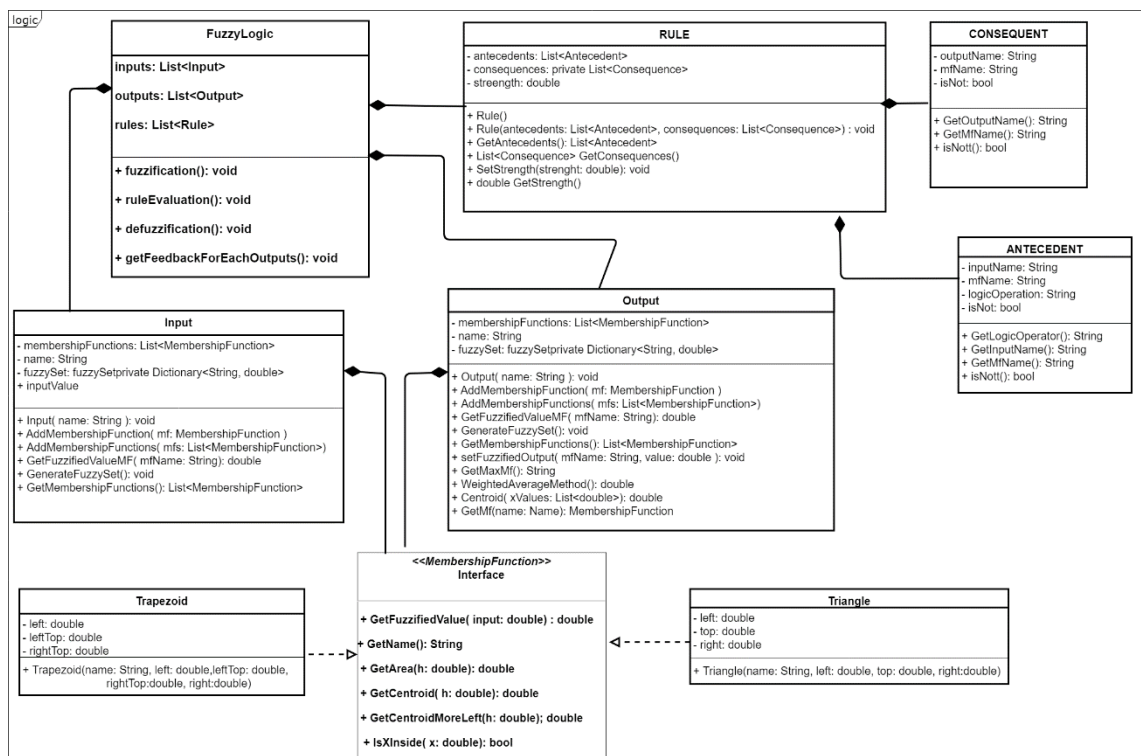 logic
FuzzyLogic
inputs: List<Input>
outputs: List<Output>
rules: List<Rule>
+ fuzzification(): void
+ ruleEvaluation(): void
+ defuzzification(): void
+ getFeedbackForEachOutputs(): void
RULE
- antecedents: List<Antecedent>
- consequences: private List<Consequence>
- streength: double
+ Rule()
+ Rule(antecedents: List<Antecedent>, consequences: List<Consequence>) : void
+ GetAntecedents(): List<Antecedent>
+ List<Consequence> GetConsequences()
+ SetStrength(strenght: double): void
+ double GetStrength()
CONSEQUENT
- outputName: String
- mfName: String
- isNot: bool
+ GetOutputName(): String
+ GetMfName(): String
+ isNott(): bool
ANTECEDENT
- inputName: String
- mfName: String
- logicOperation: String
- isNot: bool
+ GetLogicOperator(): String
+ GetInputName(): String
+ GetMfName(): String
+ isNott(): bool
Input
- membershipFunctions: List<MembershipFunction>
- name: String
- fuzzySet: fuzzySetprivate Dictionary<String, double>
+ inputValue
+ Input( name: String ): void
+ AddMembershipFunction( mf: MembershipFunction )
+ AddMembershipFunctions( mfs: List<MembershipFunction>)
+ GetFuzzifiedValueMF( mfName: String): double
+ GenerateFuzzySet(): void
+ GetMembershipFunctions(): List<MembershipFunction>
Output
- membershipFunctions: List<MembershipFunction>
- name: String
- fuzzySet: fuzzySetprivate Dictionary<String, double>
+ Output( name: String ): void
+ AddMembershipFunction( mf: MembershipFunction )
+ AddMembershipFunctions( mfs: List<MembershipFunction>)
+ GetFuzzifiedValueMF( mfName: String): double
+ GenerateFuzzySet(): void
+ GetMembershipFunctions(): List<MembershipFunction>
+ setFuzzifiedOutput( mfName: String, value: double ): void
+ GetMaxMf(): String
+ WeightedAverageMethod(): double
+ Centroid( xValues: List<double>): double
+ GetMf(name: Name): MembershipFunction
<<MembershipFunction>>
Interface
+ GetFuzzifiedValue( input: double) : double
+ GetName(): String
+ GetArea(h: double): double
+ GetCentroid( h: double): double
+ GetCentroidMoreLeft(h: double); double
+ IsXInside( x: double): bool
Trapezoid
- left: double
- leftTop: double
- rightTop: double
+ Trapezoid(name: String, left: double,leftTop: double,
rightTop:double, right:double)
Triangle
- left: double
- top: double
- right: double
+ Triangle(name: String, left: double, top: double, right:double)